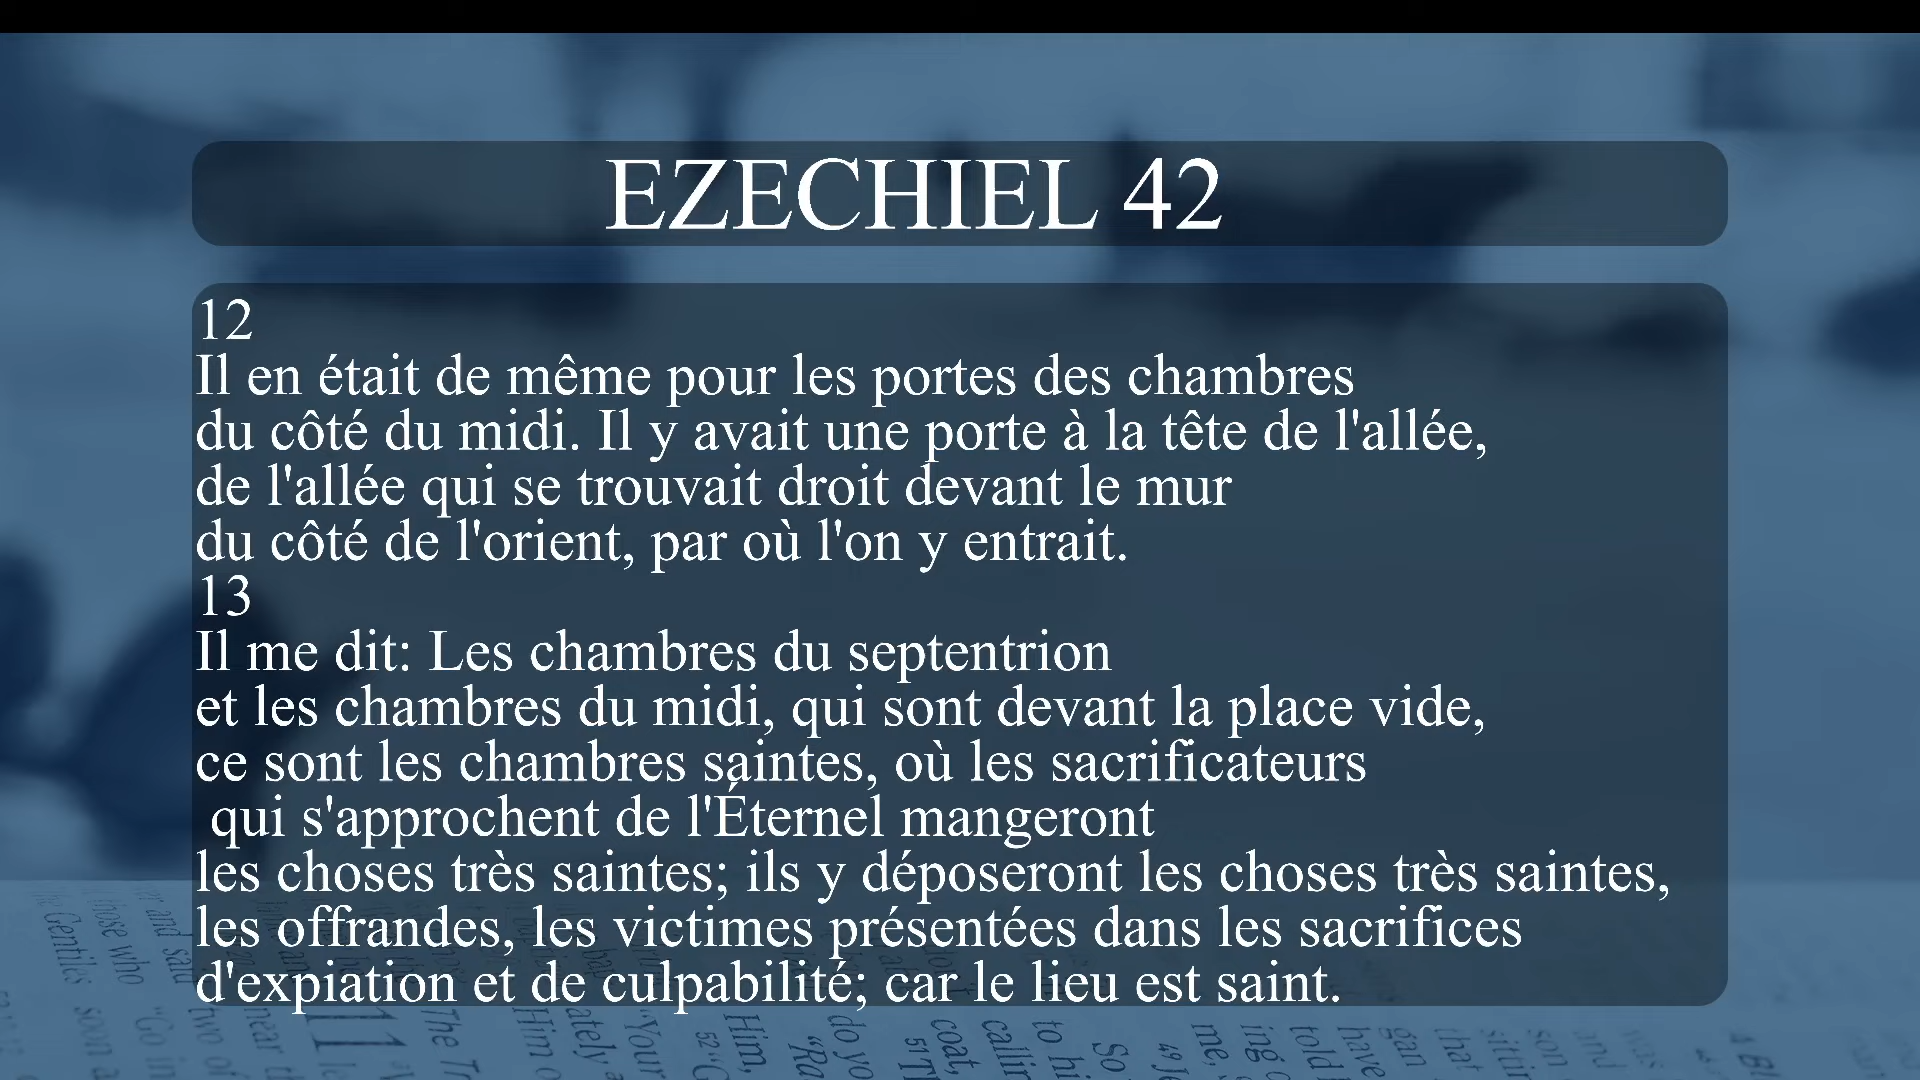 EZECHIEL 42
12
Il en était de même pour les portes des chambres
du côté du midi. Il y avait une porte à la tête de l'allée,
de l'allée qui se trouvait droit devant le mur
du côté de l'orient, par où l'on y entrait.
13
Il me dit: Les chambres du septentrion
et les chambres du midi, qui sont devant la place vide,
ce sont les chambres saintes, où les sacrificateurs
qui s'approchent de l'Éternel mangeront
les choses très saintes; ils y déposeront les choses très saintes,
les offrandes, les victimes présentées dans les sacrifices
d'expiation et de culpabilité; car le lieu est saint.